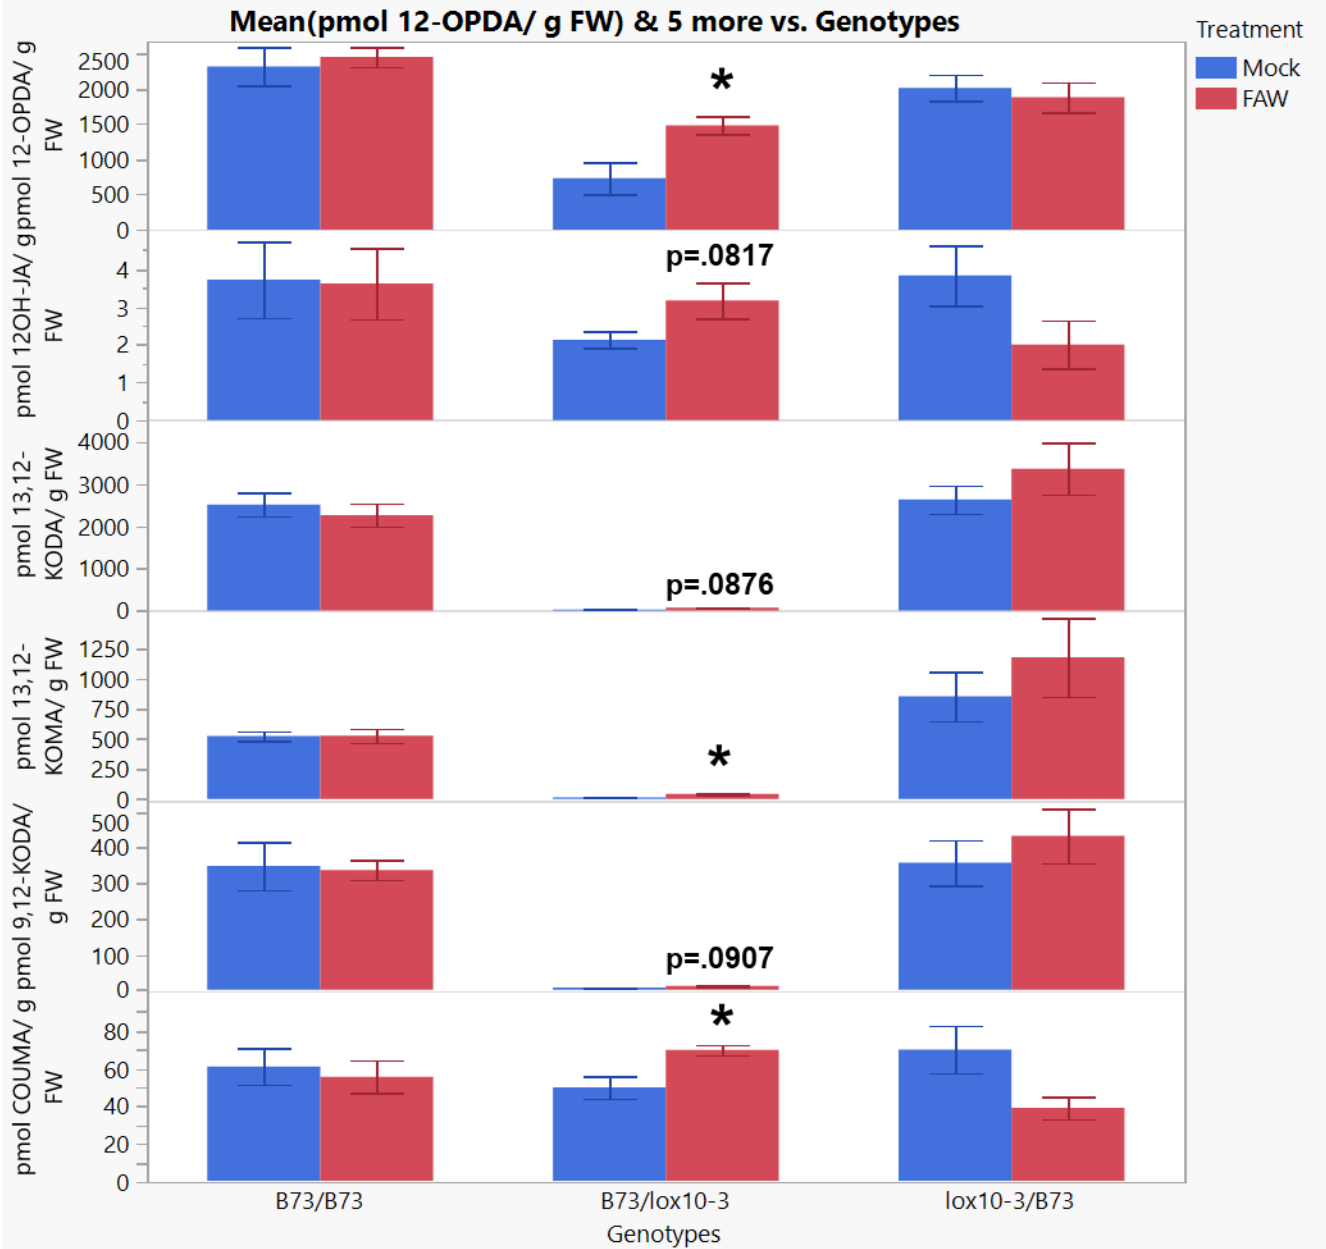 Mean(pmol 12-OPDA/ g FW) & 5 more vs. Genotypes
Treatment
Mock
FAW
pmol 12-OPDA/ g
FW
2500
2000
1500
1000
500
0
*
pmol 12OH-JA/ g
FW
4
3
2
1
0
p=.0817
pmol 13,12-
KODA/ g FW
4000
3000
2000
1000
0
p=.0876
pmol 13,12-
KOMA/ g FW
1250
1000
750
500
250
0
*
pmol 9,12-KODA/
g FW
500
400
300
200
100
0
p=.0907
pmol COUMA/ g
FW
80
60
40
20
0
*
B73/B73
B73/lox10-3
lox10-3/B73
Genotypes